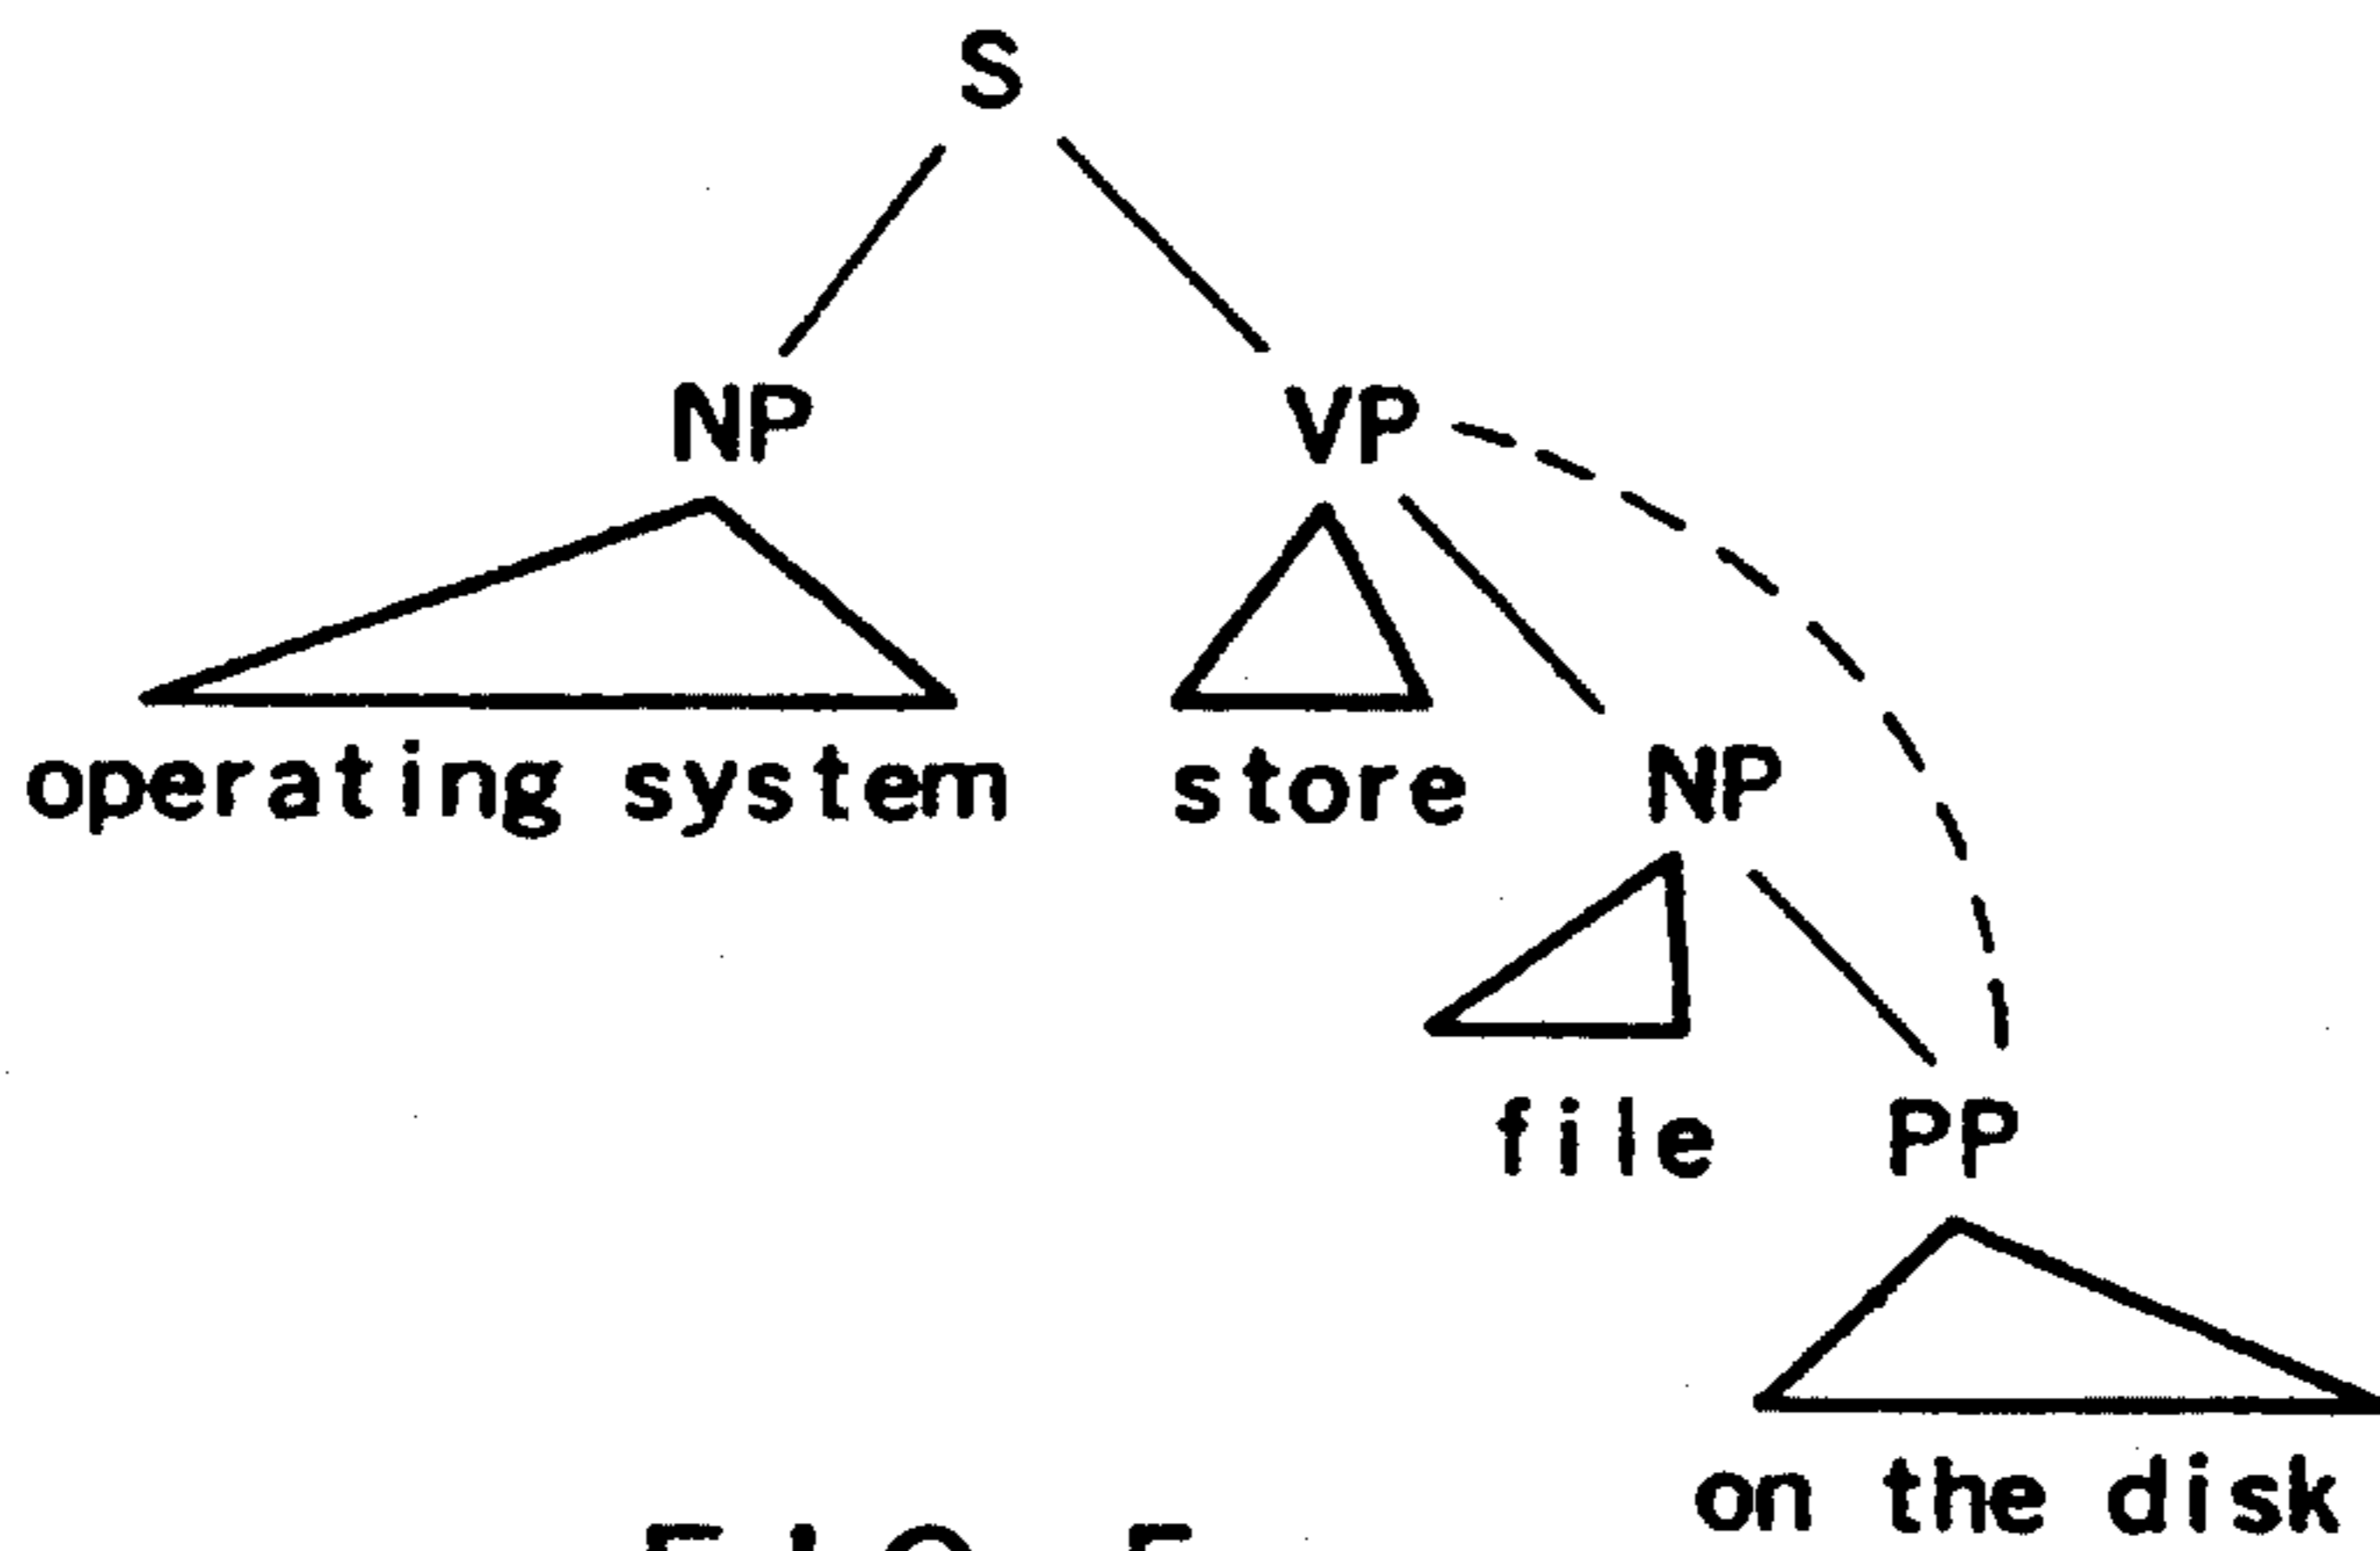 S
NP VP
operating system store NP
file PP
on the disk